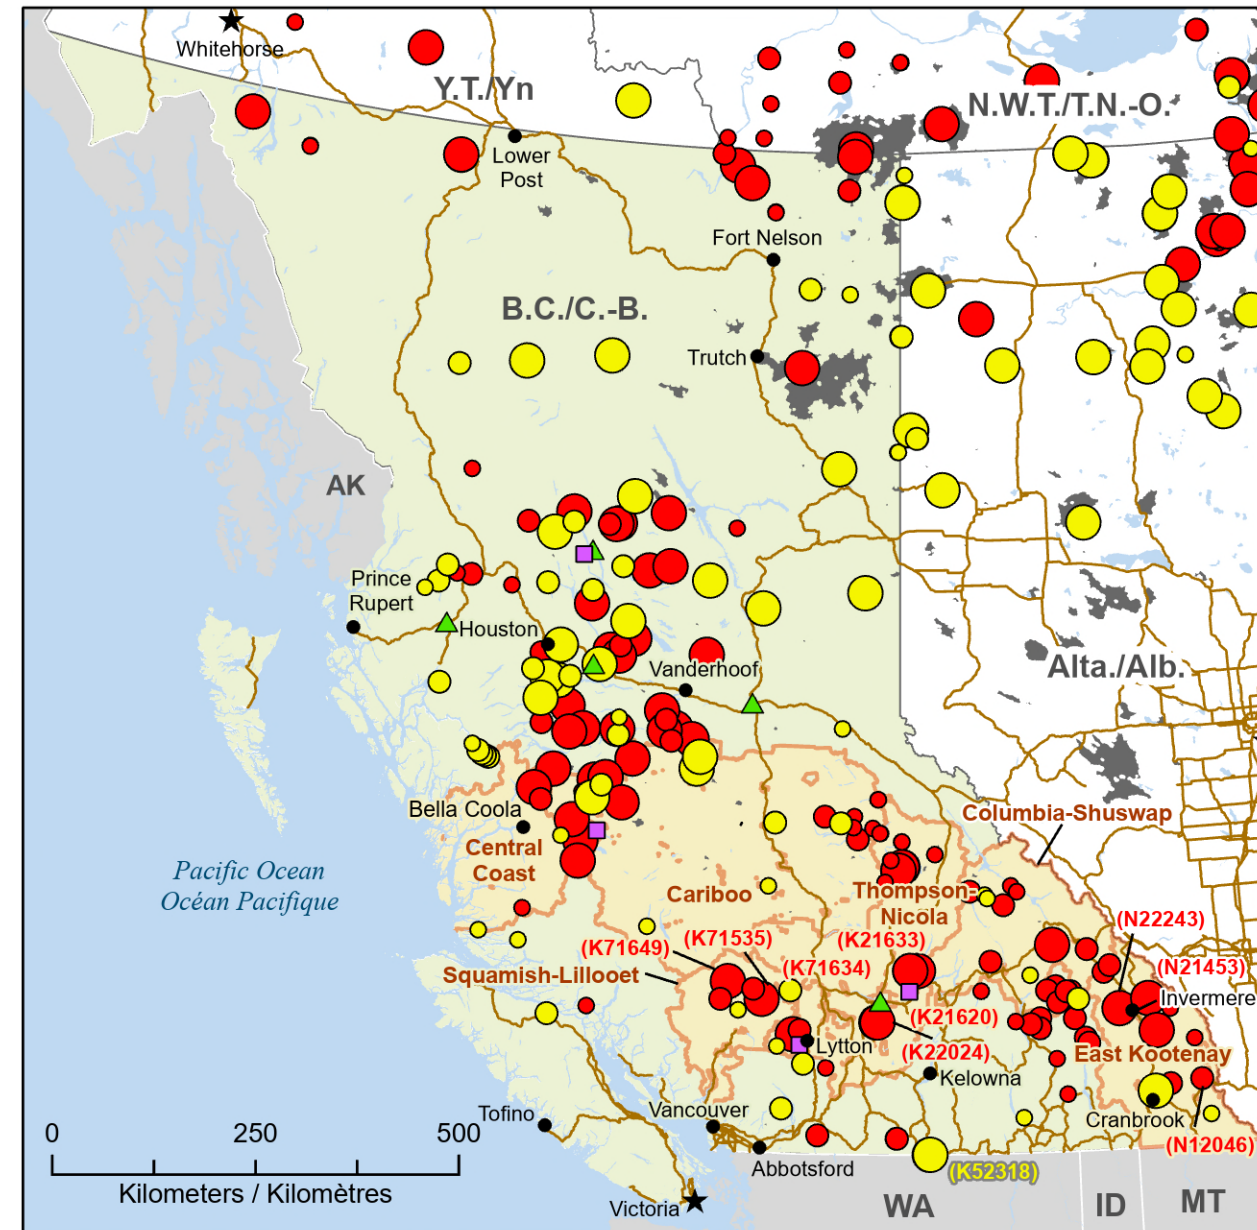 Whitehorse
Y.T./Yn
N.W.T./T.N.-O.
Lower
Post
Fort Nelson
B.C./C.-B.
Trutch
AK
Prince
Rupert
Houston
Vanderhoof
Alta./Alb.
Bella Coola
Central
Coast
Columbia-Shuswap
Pacific Ocean
Océan Pacifique
Cariboo
Thompson-
Nicola
(N22243)
(K71649)
(K71535)
(K21633)
(K71634)
(N21453)
Squamish-Lillooet
Invermere
(K21620)
Lytton
(K22024)
East Kootenay
Kelowna
Tofino
Vancouver
Cranbrook
0 250 500
Kilometers / Kilomètres
Abbotsford
(K52318)
(N12046)
Victoria
WA
ID
MT